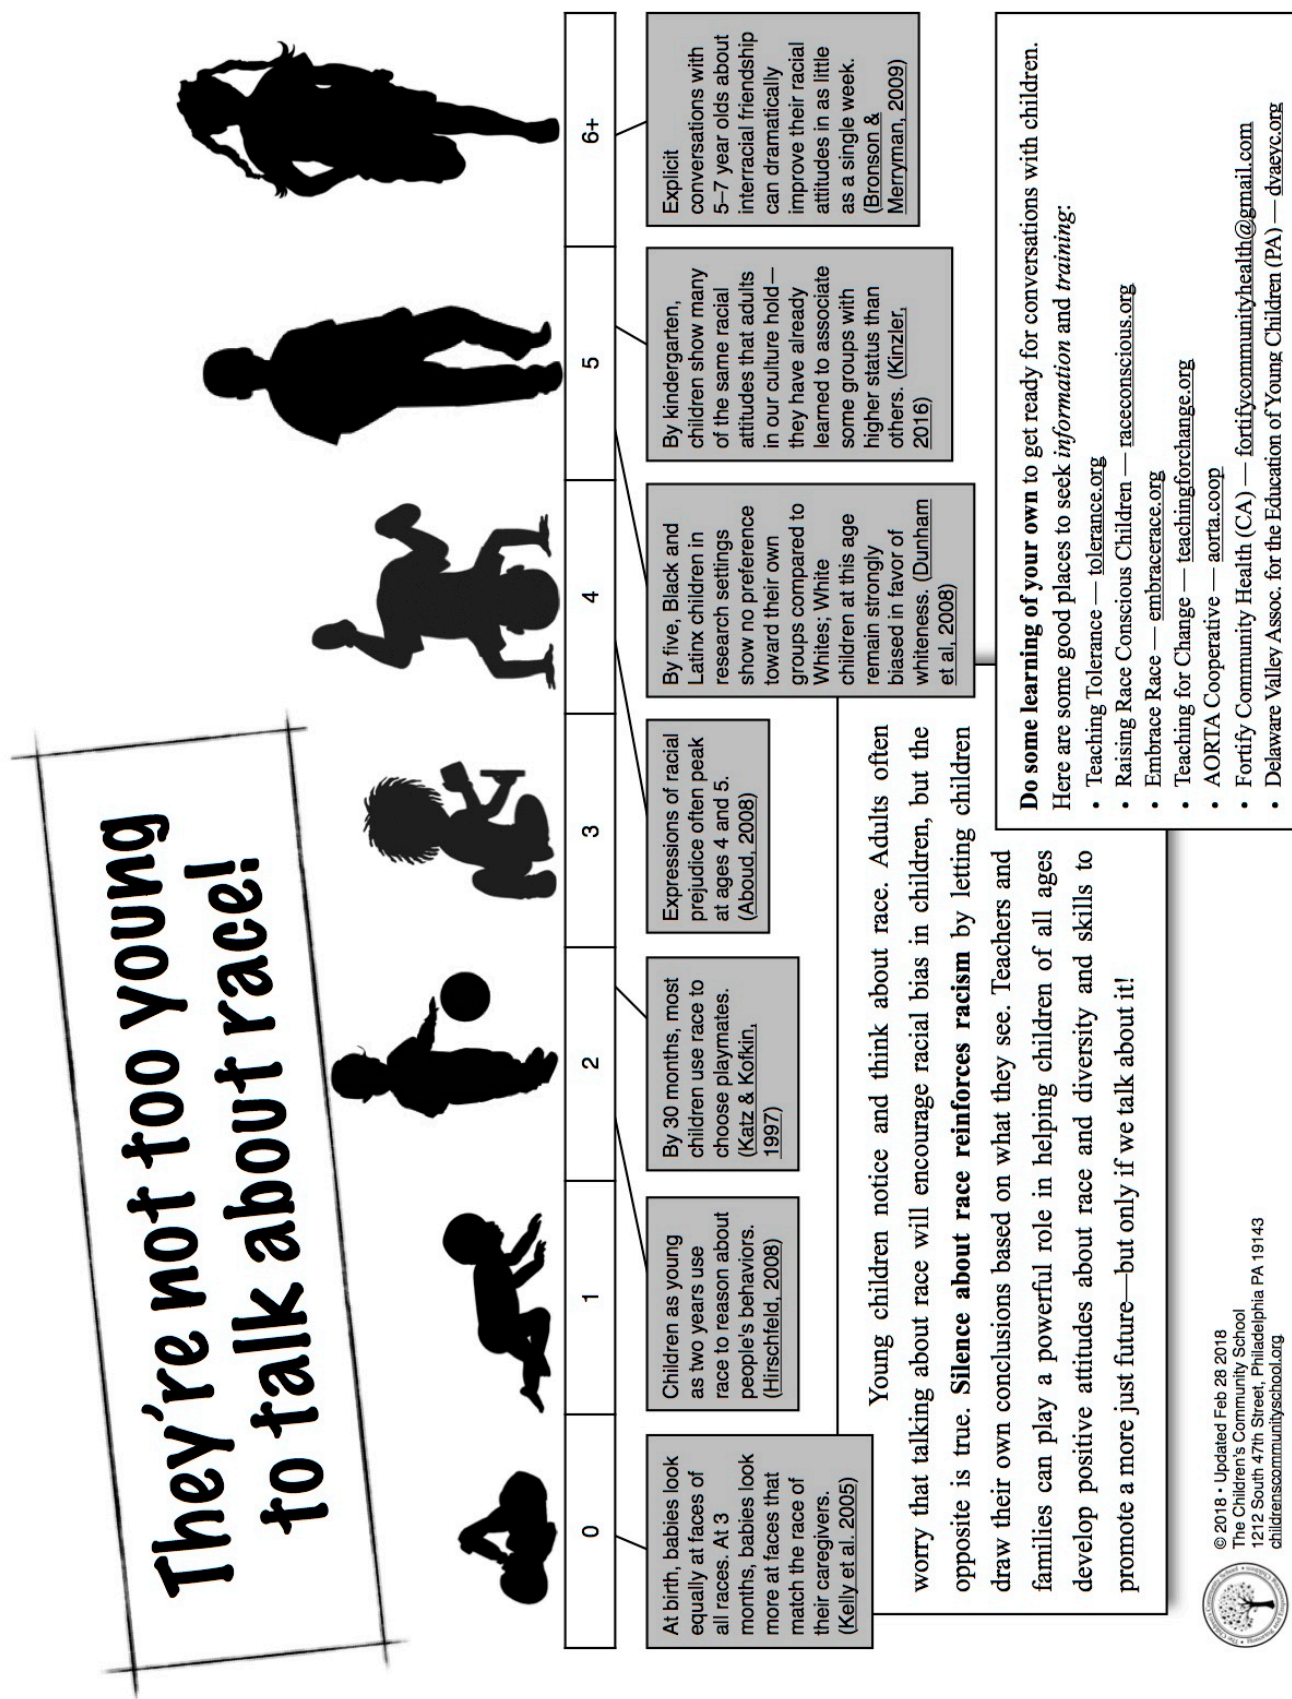 They're not too young
to talk about race!
0
1
2
3
4
5
6+
At birth, babies look
equally at faces of
all races. At 3
months, babies look
more at faces that
match the race of
their caregivers.
(Kelly et al. 2005)
Children as young
as two years use
race to reason about
people's behaviors.
(Hirschfeld, 2008)
By 30 months, most
children use race to
choose playmates.
(Katz & Kofkin,
1997)
Expressions of racial
prejudice often peak
at ages 4 and 5.
(Aboud, 2008)
By five, Black and
Latinx children in
research settings
show no preference
toward their own
groups compared to
Whites; White
children at this age
remain strongly
biased in favor of
whiteness. (Dunham
et al, 2008)
By kindergarten,
children show many
of the same racial
attitudes that adults
in our culture hold—
they have already
learned to associate
some groups with
higher status than
others. (Kinzler,
2016)
Explicit
conversations with
5–7 year olds about
interracial friendship
can dramatically
improve their racial
attitudes in as little
as a single week.
(Bronson &
Merryman, 2009)
Young children notice and think about race. Adults often
worry that talking about race will encourage racial bias in children, but the
opposite is true. Silence about race reinforces racism by letting children
draw their own conclusions based on what they see. Teachers and
families can play a powerful role in helping children of all ages
develop positive attitudes about race and diversity and skills to
promote a more just future—but only if we talk about it!
Do some learning of your own to get ready for conversations with children.
Here are some good places to seek information and training:
• Teaching Tolerance — tolerance.org
• Raising Race Conscious Children — raceconscious.org
• Embrace Race — embracerace.org
• Teaching for Change — teachingforchange.org
• AORTA Cooperative — aorta.coop
• Fortify Community Health (CA) — fortifycommunityhealth@gmail.com
• Delaware Valley Assoc. for the Education of Young Children (PA) — dvaeyc.org
© 2018 • Updated Feb 28 2018
The Children's Community School
1212 South 47th Street, Philadelphia PA 19143
childrenscommunityschool.org